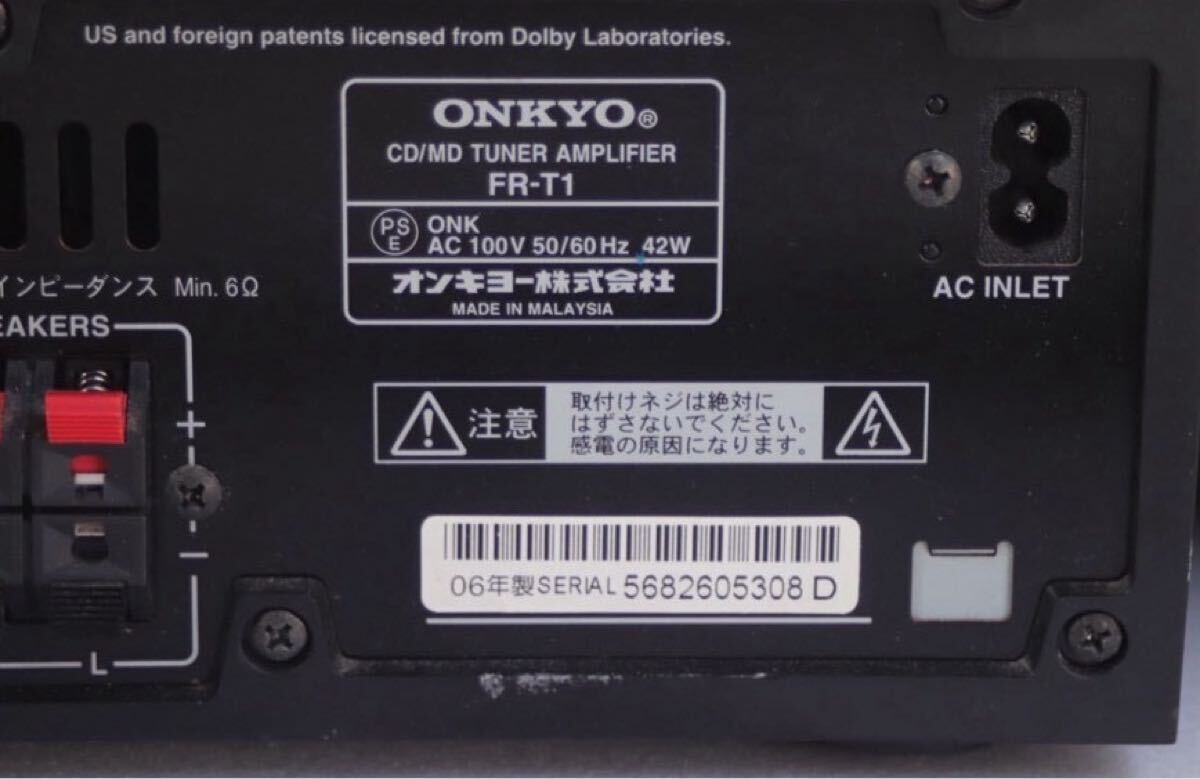 US and foreign patents licensed from Dolby Laboratories.
ONKYO®
CD/MD TUNER AMPLIFIER
FR-T1
PS
E
ONK
AC 100V 50/60Hz 42W
オンキヨー株式会社
MADE IN MALAYSIA
AC INLET
インピーダンス Min. 6Ω
EAKERS
+
−
L
注意
取付けネジは絶対に
はずさないでください。
感電の原因になります。
06年製SERIAL 5682605308 D